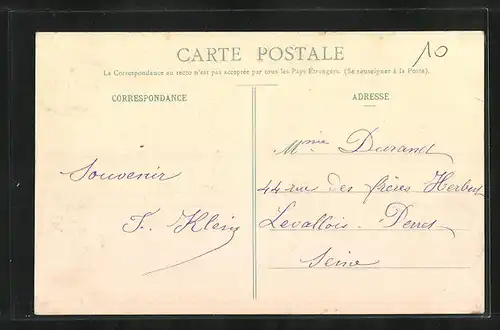 CARTE POSTALE
10
La Correspondance au recto n'est pas acceptée par tous les Pays Étrangers. (Se renseigner à la Poste).
CORRESPONDANCE
ADRESSE
Souvenir
F. Klein
Mme Durand
44 rue des frères Herbert
Levallois-Perret
Seine